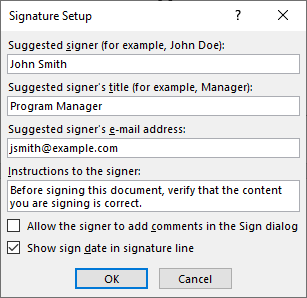 Signature Setup
Suggested signer (for example, John Doe):
John Smith
Suggested signer's title (for example, Manager):
Program Manager
Suggested signer's e-mail address:
jsmith@example.com
Instructions to the signer:
Before signing this document, verify that the content
you are signing is correct.
Allow the signer to add comments in the Sign dialog
Show sign date in signature line
OK Cancel